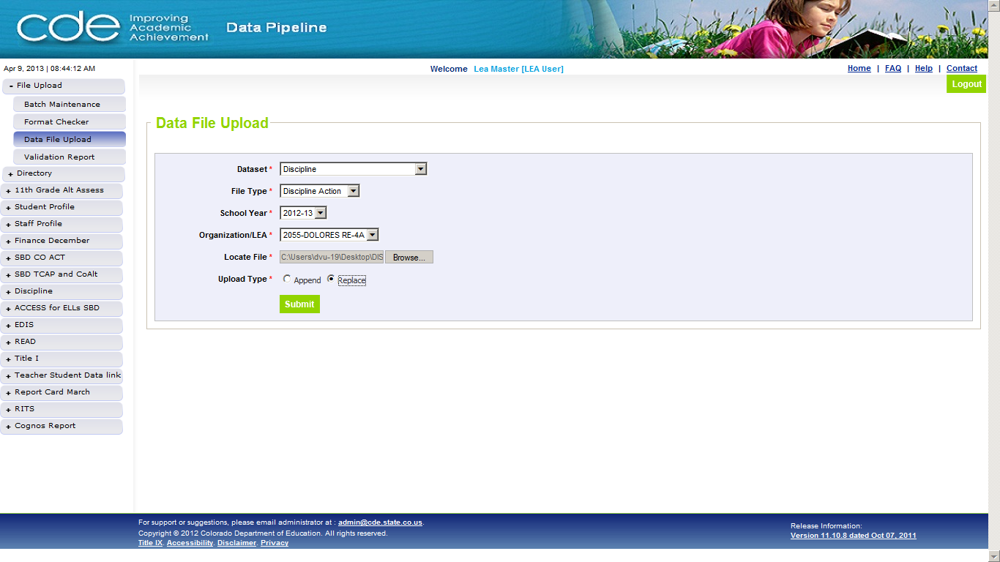 cde Improving
Academic
Achievement
Data Pipeline
Apr 9, 2013 | 08:44:12 AM
Welcome Lea Master [LEA User]
Home | FAQ | Help | Contact
Logout
- File Upload
Batch Maintenance
Format Checker
Data File Upload
Validation Report
+ Directory
+ 11th Grade Alt Assess
+ Student Profile
+ Staff Profile
+ Finance December
+ SBD CO ACT
+ SBD TCAP and CoAlt
+ Discipline
+ ACCESS for ELLs SBD
+ EDIS
+ READ
+ Title I
+ Teacher Student Data link
+ Report Card March
+ RITS
+ Cognos Report
Data File Upload
Dataset * Discipline
File Type * Discipline Action
School Year * 2012-13
Organization/LEA * 2055-DOLORES RE-4A
Locate File * C:\Users\dvu-19\Desktop\DIS Browse...
Upload Type * Append Replace
Submit
For support or suggestions, please email administrator at : admin@cde.state.co.us.
Copyright © 2012 Colorado Department of Education. All rights reserved.
Title IX, Accessibility, Disclaimer, Privacy
Release Information:
Version 11.10.8 dated Oct 07, 2011